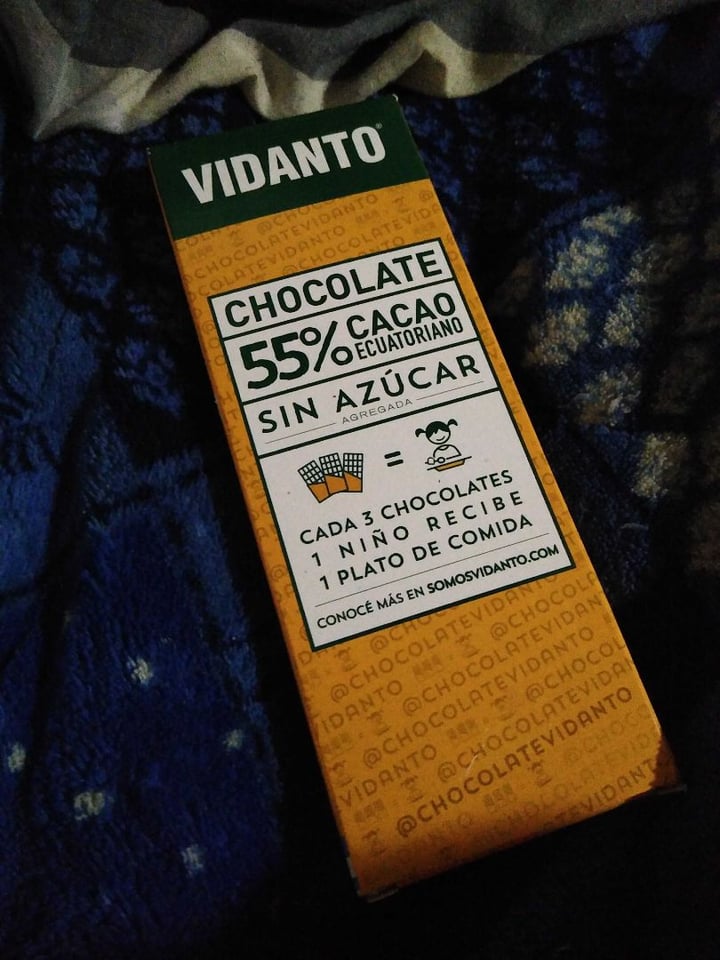 VIDANTO®
CHOCOLATE
55% CACAO
ECUATORIANO
SIN AZÚCAR
AGREGADA
=
CADA 3 CHOCOLATES
1 NIÑO RECIBE
1 PLATO DE COMIDA
CONOCÉ MÁS EN SOMOSVIDANTO.COM
@CHOCOLATEVIDANTO
@CHOCOLATEVIDANTO
@CHOCOLATEVIDANTO
@CHOCOLATEVIDANTO